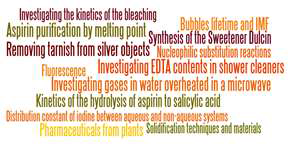 Investigating the kinetics of the bleaching
Bubbles lifetime and IMF
Aspirin purification by melting point
Synthesis of the Sweetener Dulcin
Removing tarnish from silver objects
Nucleophilic substitution reactions
Fluorescence
Investigating EDTA contents in shower cleaners
Investigating gases in water overheated in a microwave
Kinetics of the hydrolysis of aspirin to salicylic acid
Distribution constant of iodine between aqueous and non-aqueous systems
Pharmaceuticals from plants
Solidification techniques and materials